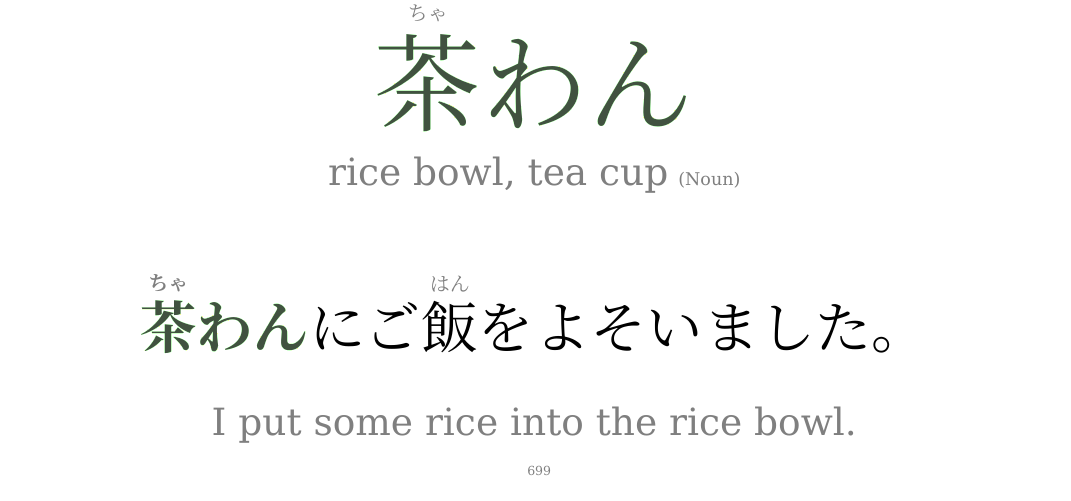 ちゃ
茶わん
rice bowl, tea cup (Noun)
ちゃ はん
茶わんにご飯をよそいました。
I put some rice into the rice bowl.
699